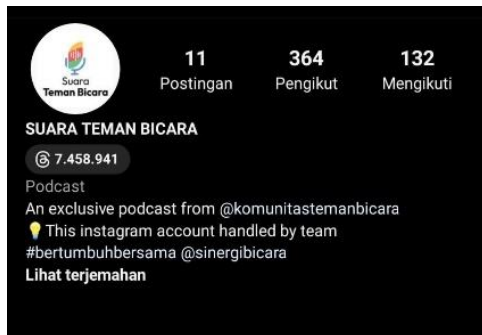 Suara
Teman Bicara
11 364 132
Postingan Pengikut Mengikuti
SUARA TEMAN BICARA
7.458.941
Podcast
An exclusive podcast from @komunitastemanbicara
💡This instagram account handled by team
#bertumbuhbersama @sinergibicara
Lihat terjemahan